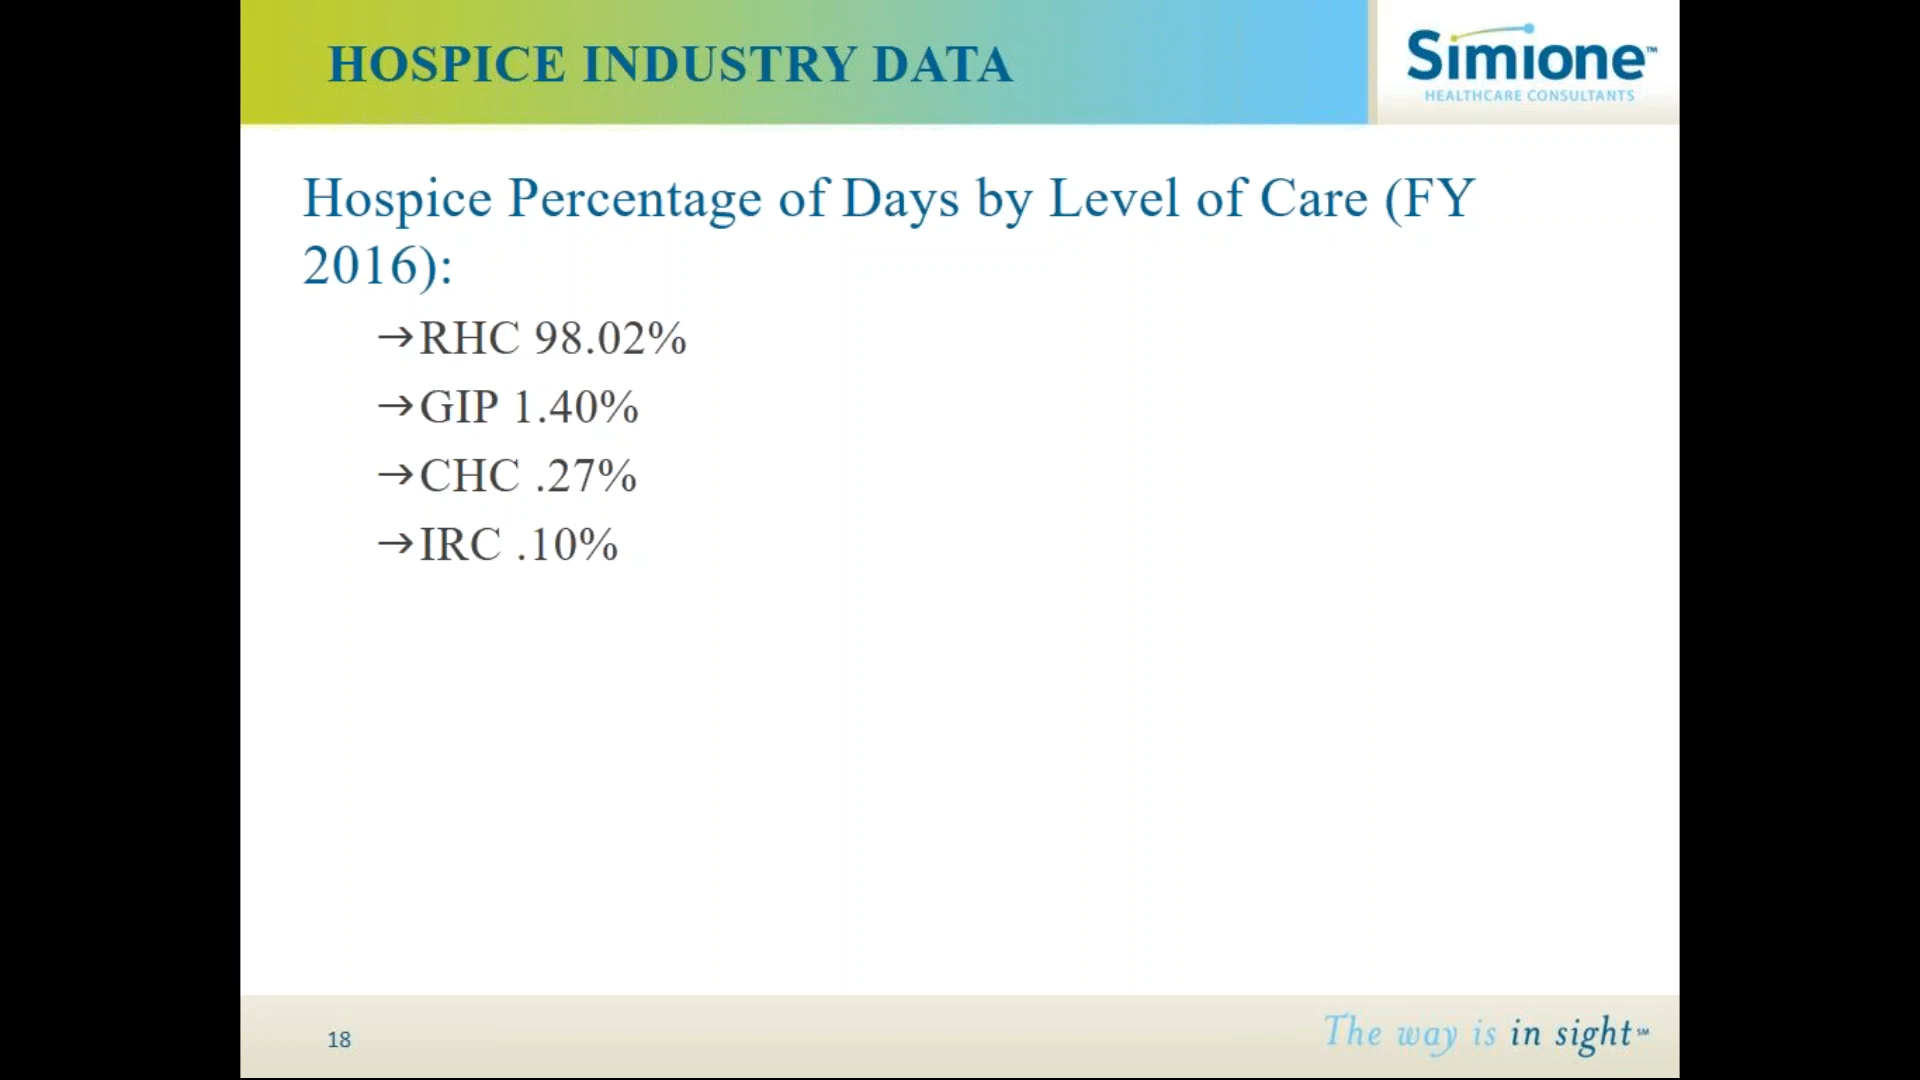 HOSPICE INDUSTRY DATA
Simione™
HEALTHCARE CONSULTANTS
Hospice Percentage of Days by Level of Care (FY
2016):
→RHC 98.02%
→GIP 1.40%
→CHC .27%
→IRC .10%
18
The way is in sight℠